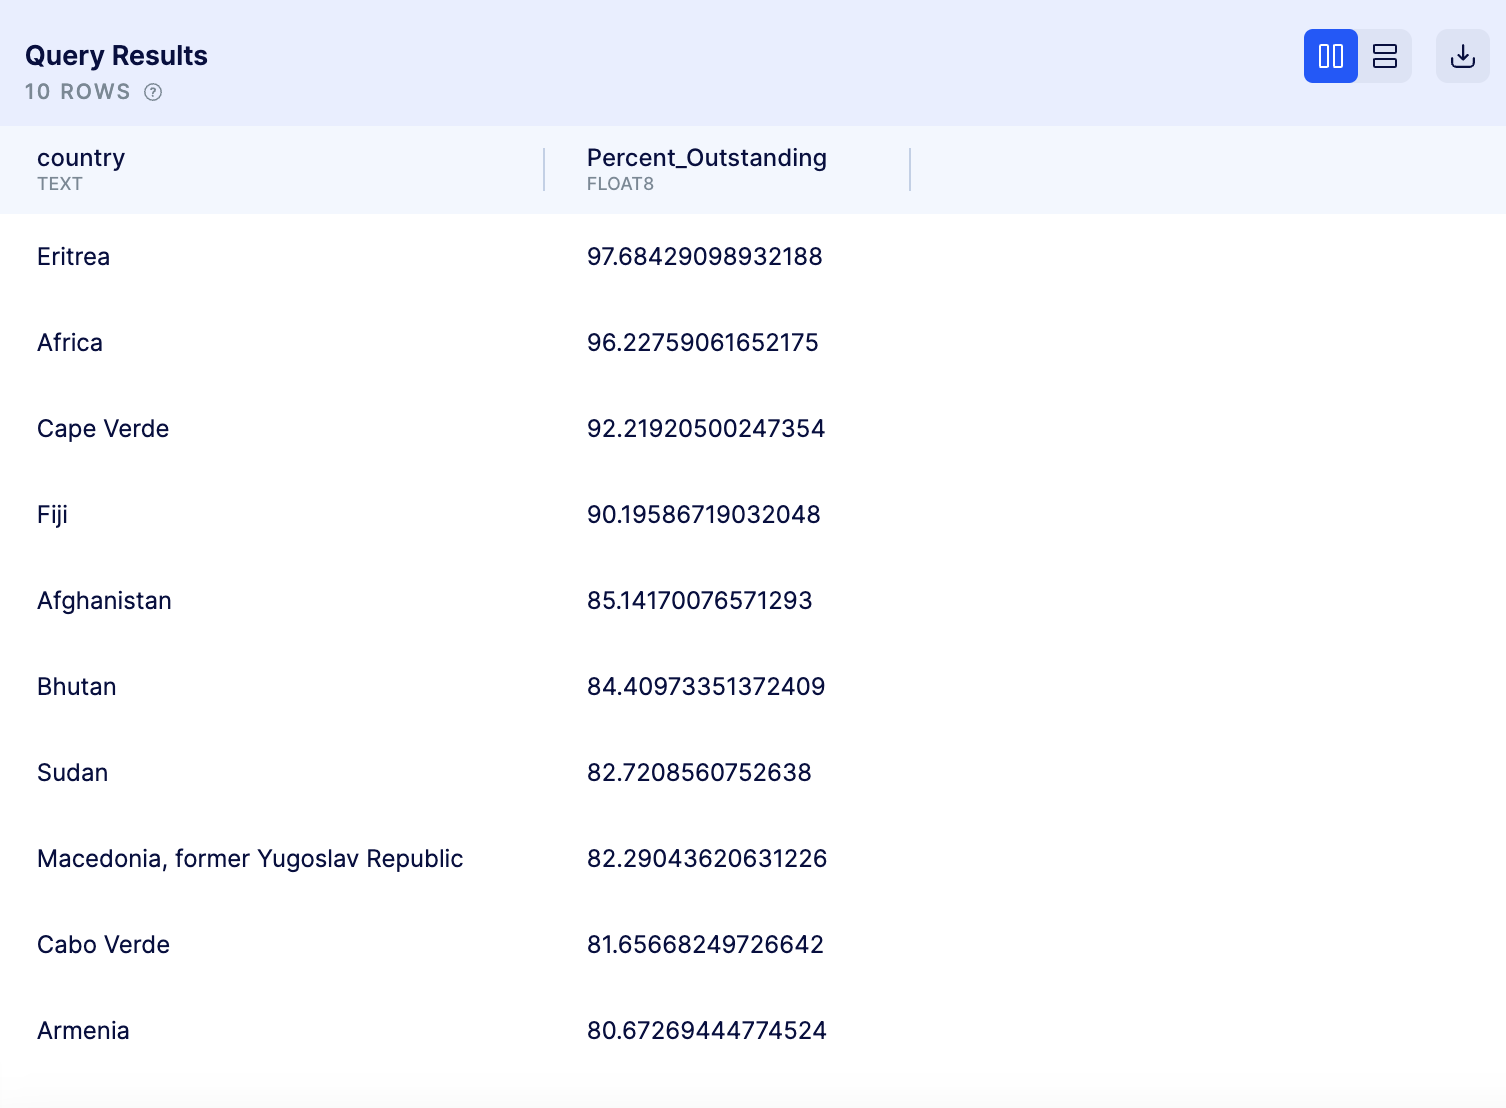 Query Results
10 ROWS ?
country Percent_Outstanding
TEXT FLOAT8
Eritrea 97.68429098932188
Africa 96.22759061652175
Cape Verde 92.21920500247354
Fiji 90.19586719032048
Afghanistan 85.14170076571293
Bhutan 84.40973351372409
Sudan 82.7208560752638
Macedonia, former Yugoslav Republic 82.29043620631226
Cabo Verde 81.65668249726642
Armenia 80.67269444774524